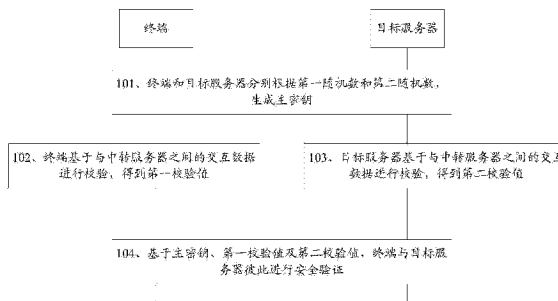 终端
目标服务器
101、终端和目标服务器分别根据第一随机数和第二随机数，
生成主密钥
102、终端基于与中转服务器之间的交互数据
进行校验，得到第一校验值
103、目标服务器基于与中转服务器之间的交互
数据进行校验，得到第二校验值
104、基于主密钥、第一校验值及第二校验值，终端与目标服
务器彼此进行安全验证